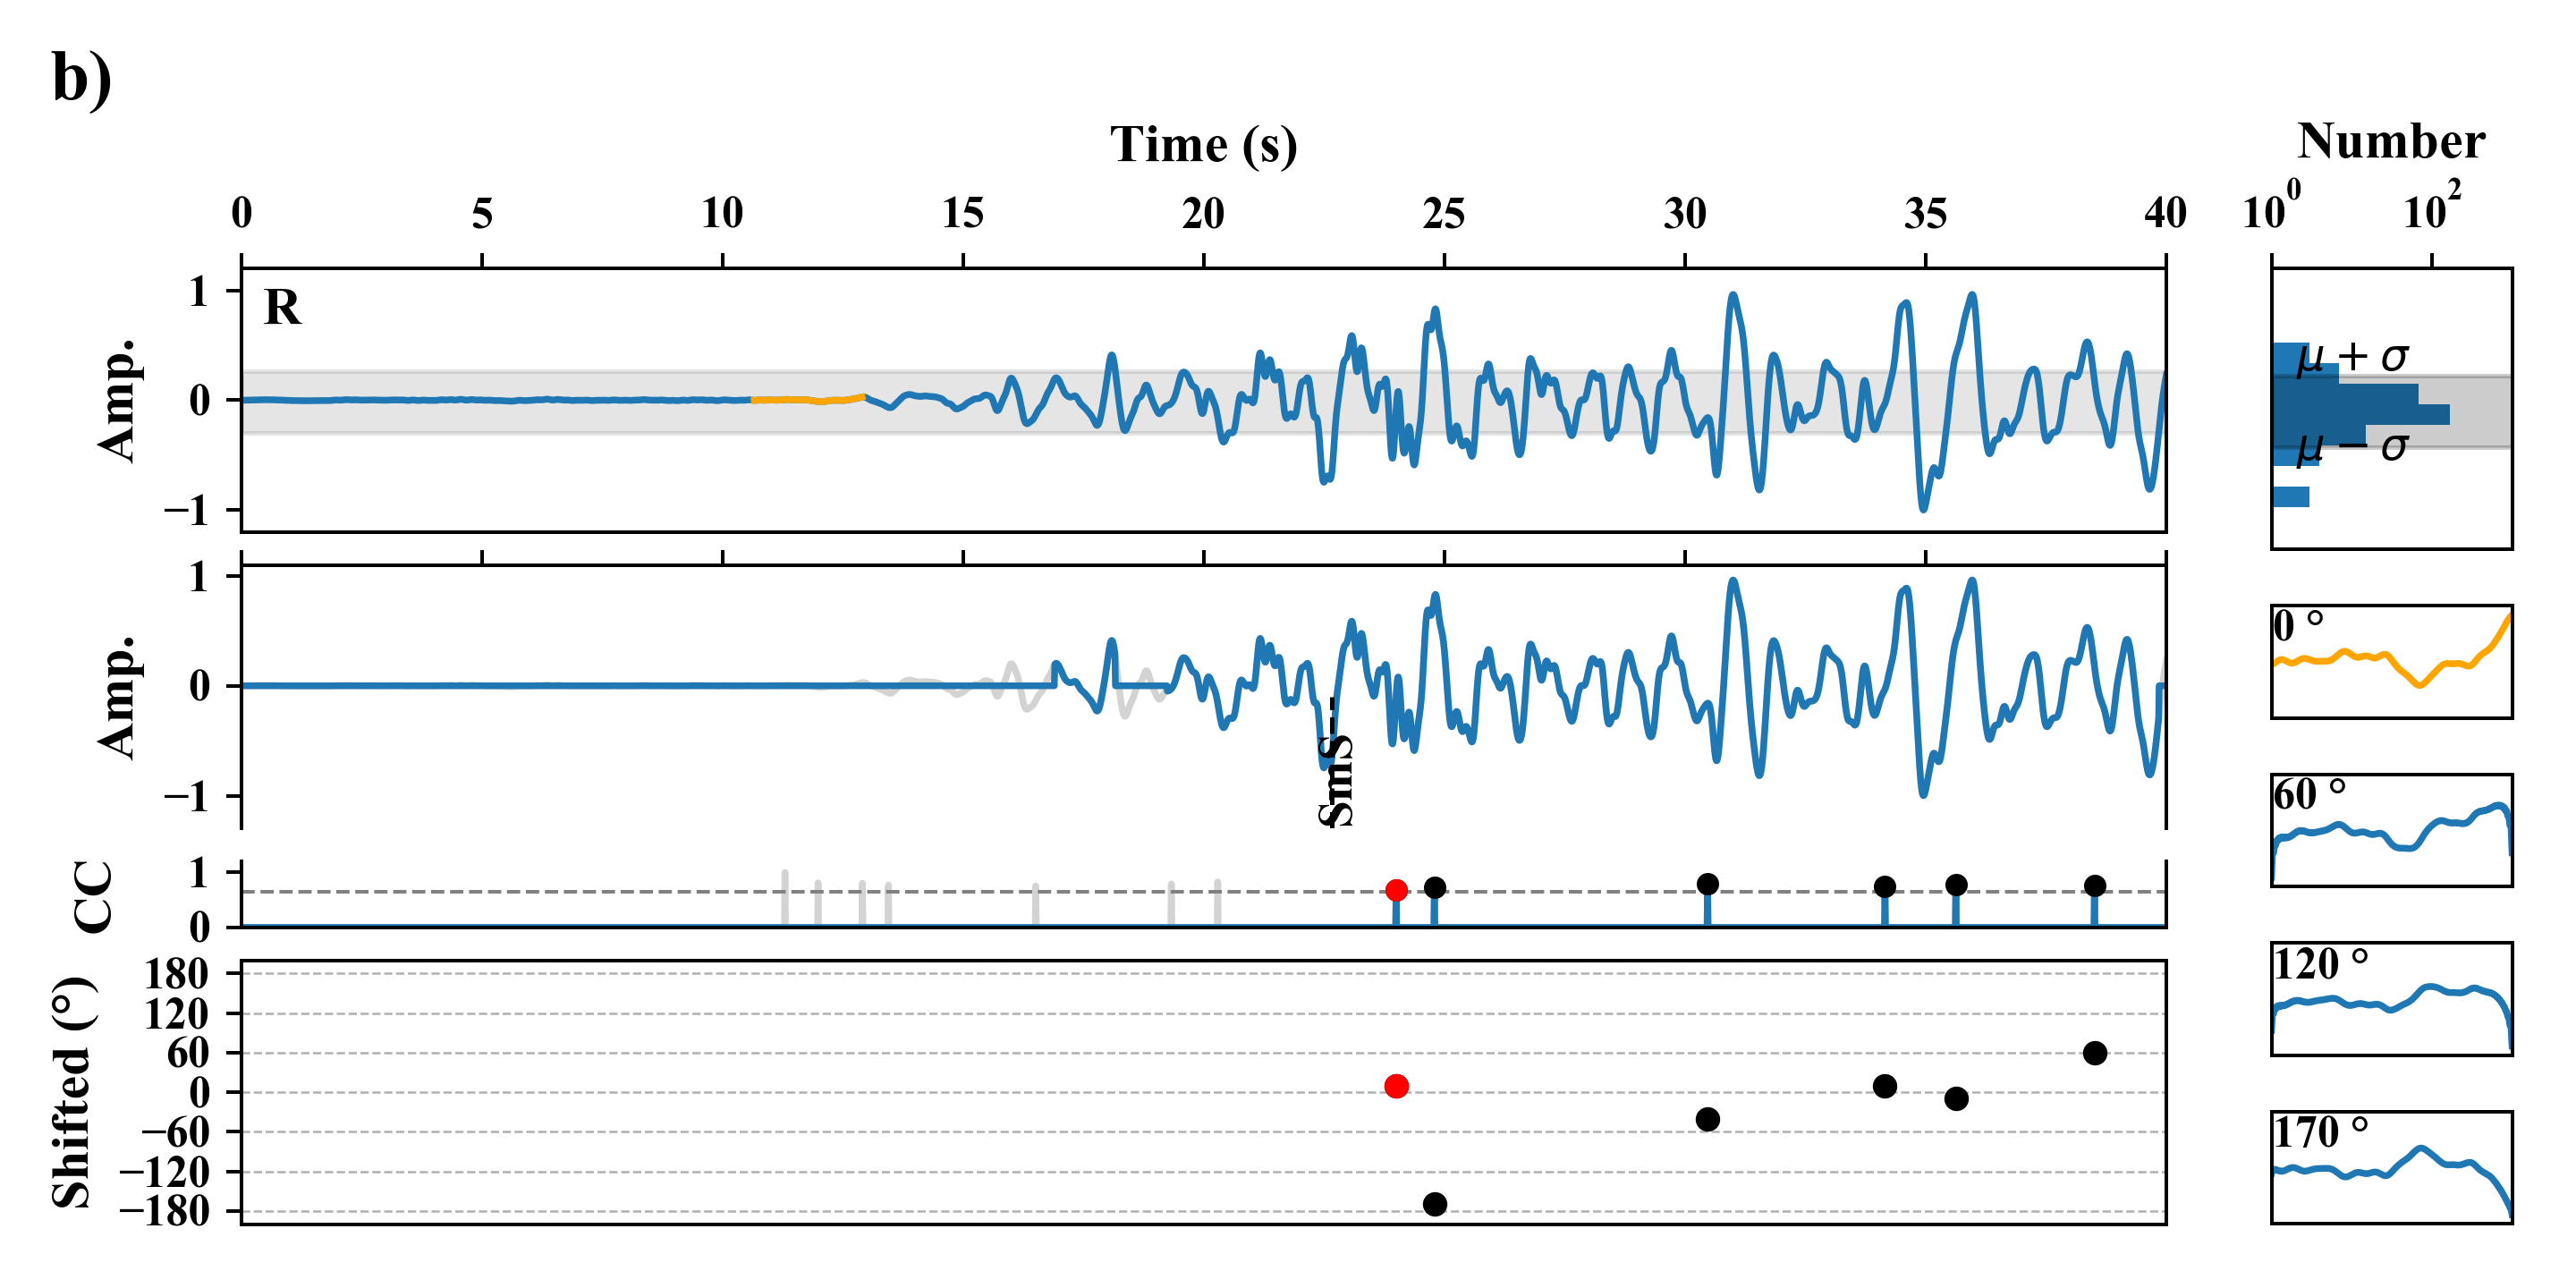 b)
Time (s)
Number
0 5 10 15 20 25 30 35 40
10^0 10^2
R
Amp.
1
0
−1
μ + σ
μ − σ
Amp.
1
0
−1
SmS
0 °
60 °
CC
1
0
120 °
Shifted (°)
180
120
60
0
−60
−120
−180
170 °